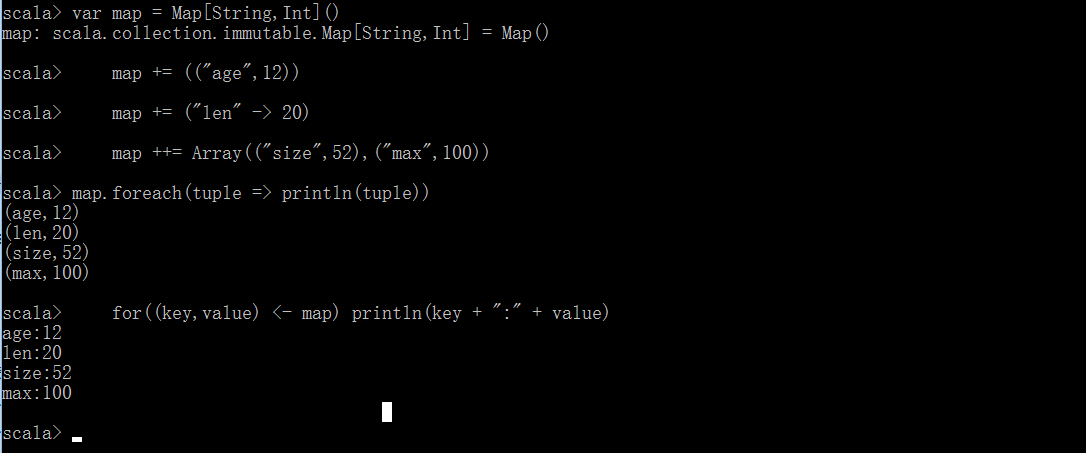 scala> var map = Map[String,Int]()
map: scala.collection.immutable.Map[String,Int] = Map()
scala>     map += (("age",12))
scala>     map += ("len" -> 20)
scala>     map ++= Array(("size",52),("max",100))
scala> map.foreach(tuple => println(tuple))
(age,12)
(len,20)
(size,52)
(max,100)
scala>     for((key,value) <- map) println(key + ":" + value)
age:12
len:20
size:52
max:100
scala>